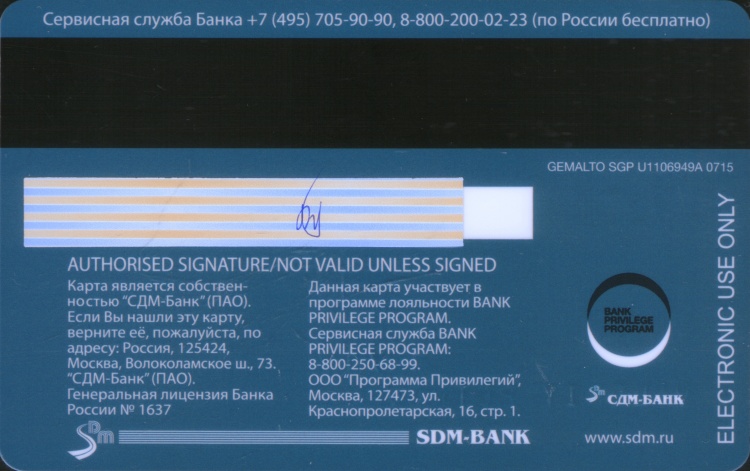 Сервисная служба Банка +7 (495) 705-90-90, 8-800-200-02-23 (по России бесплатно)
GEMALTO SGP U1106949A 0715
AUTHORISED SIGNATURE/NOT VALID UNLESS SIGNED
Карта является собствен-
ностью "СДМ-Банк" (ПАО).
Если Вы нашли эту карту,
верните её, пожалуйста, по
адресу: Россия, 125424,
Москва, Волоколамское ш., 73.
"СДМ-Банк" (ПАО).
Генеральная лицензия Банка
России № 1637
Данная карта участвует в
программе лояльности BANK
PRIVILEGE PROGRAM.
Сервисная служба BANK
PRIVILEGE PROGRAM:
8-800-250-68-99.
ООО "Программа Привилегий",
Москва, 127473, ул.
Краснопролетарская, 16, стр. 1.
BANK
PRIVILEGE
PROGRAM
Sm СДМ-БАНК
ELECTRONIC USE ONLY
SDm
SDM-BANK
www.sdm.ru